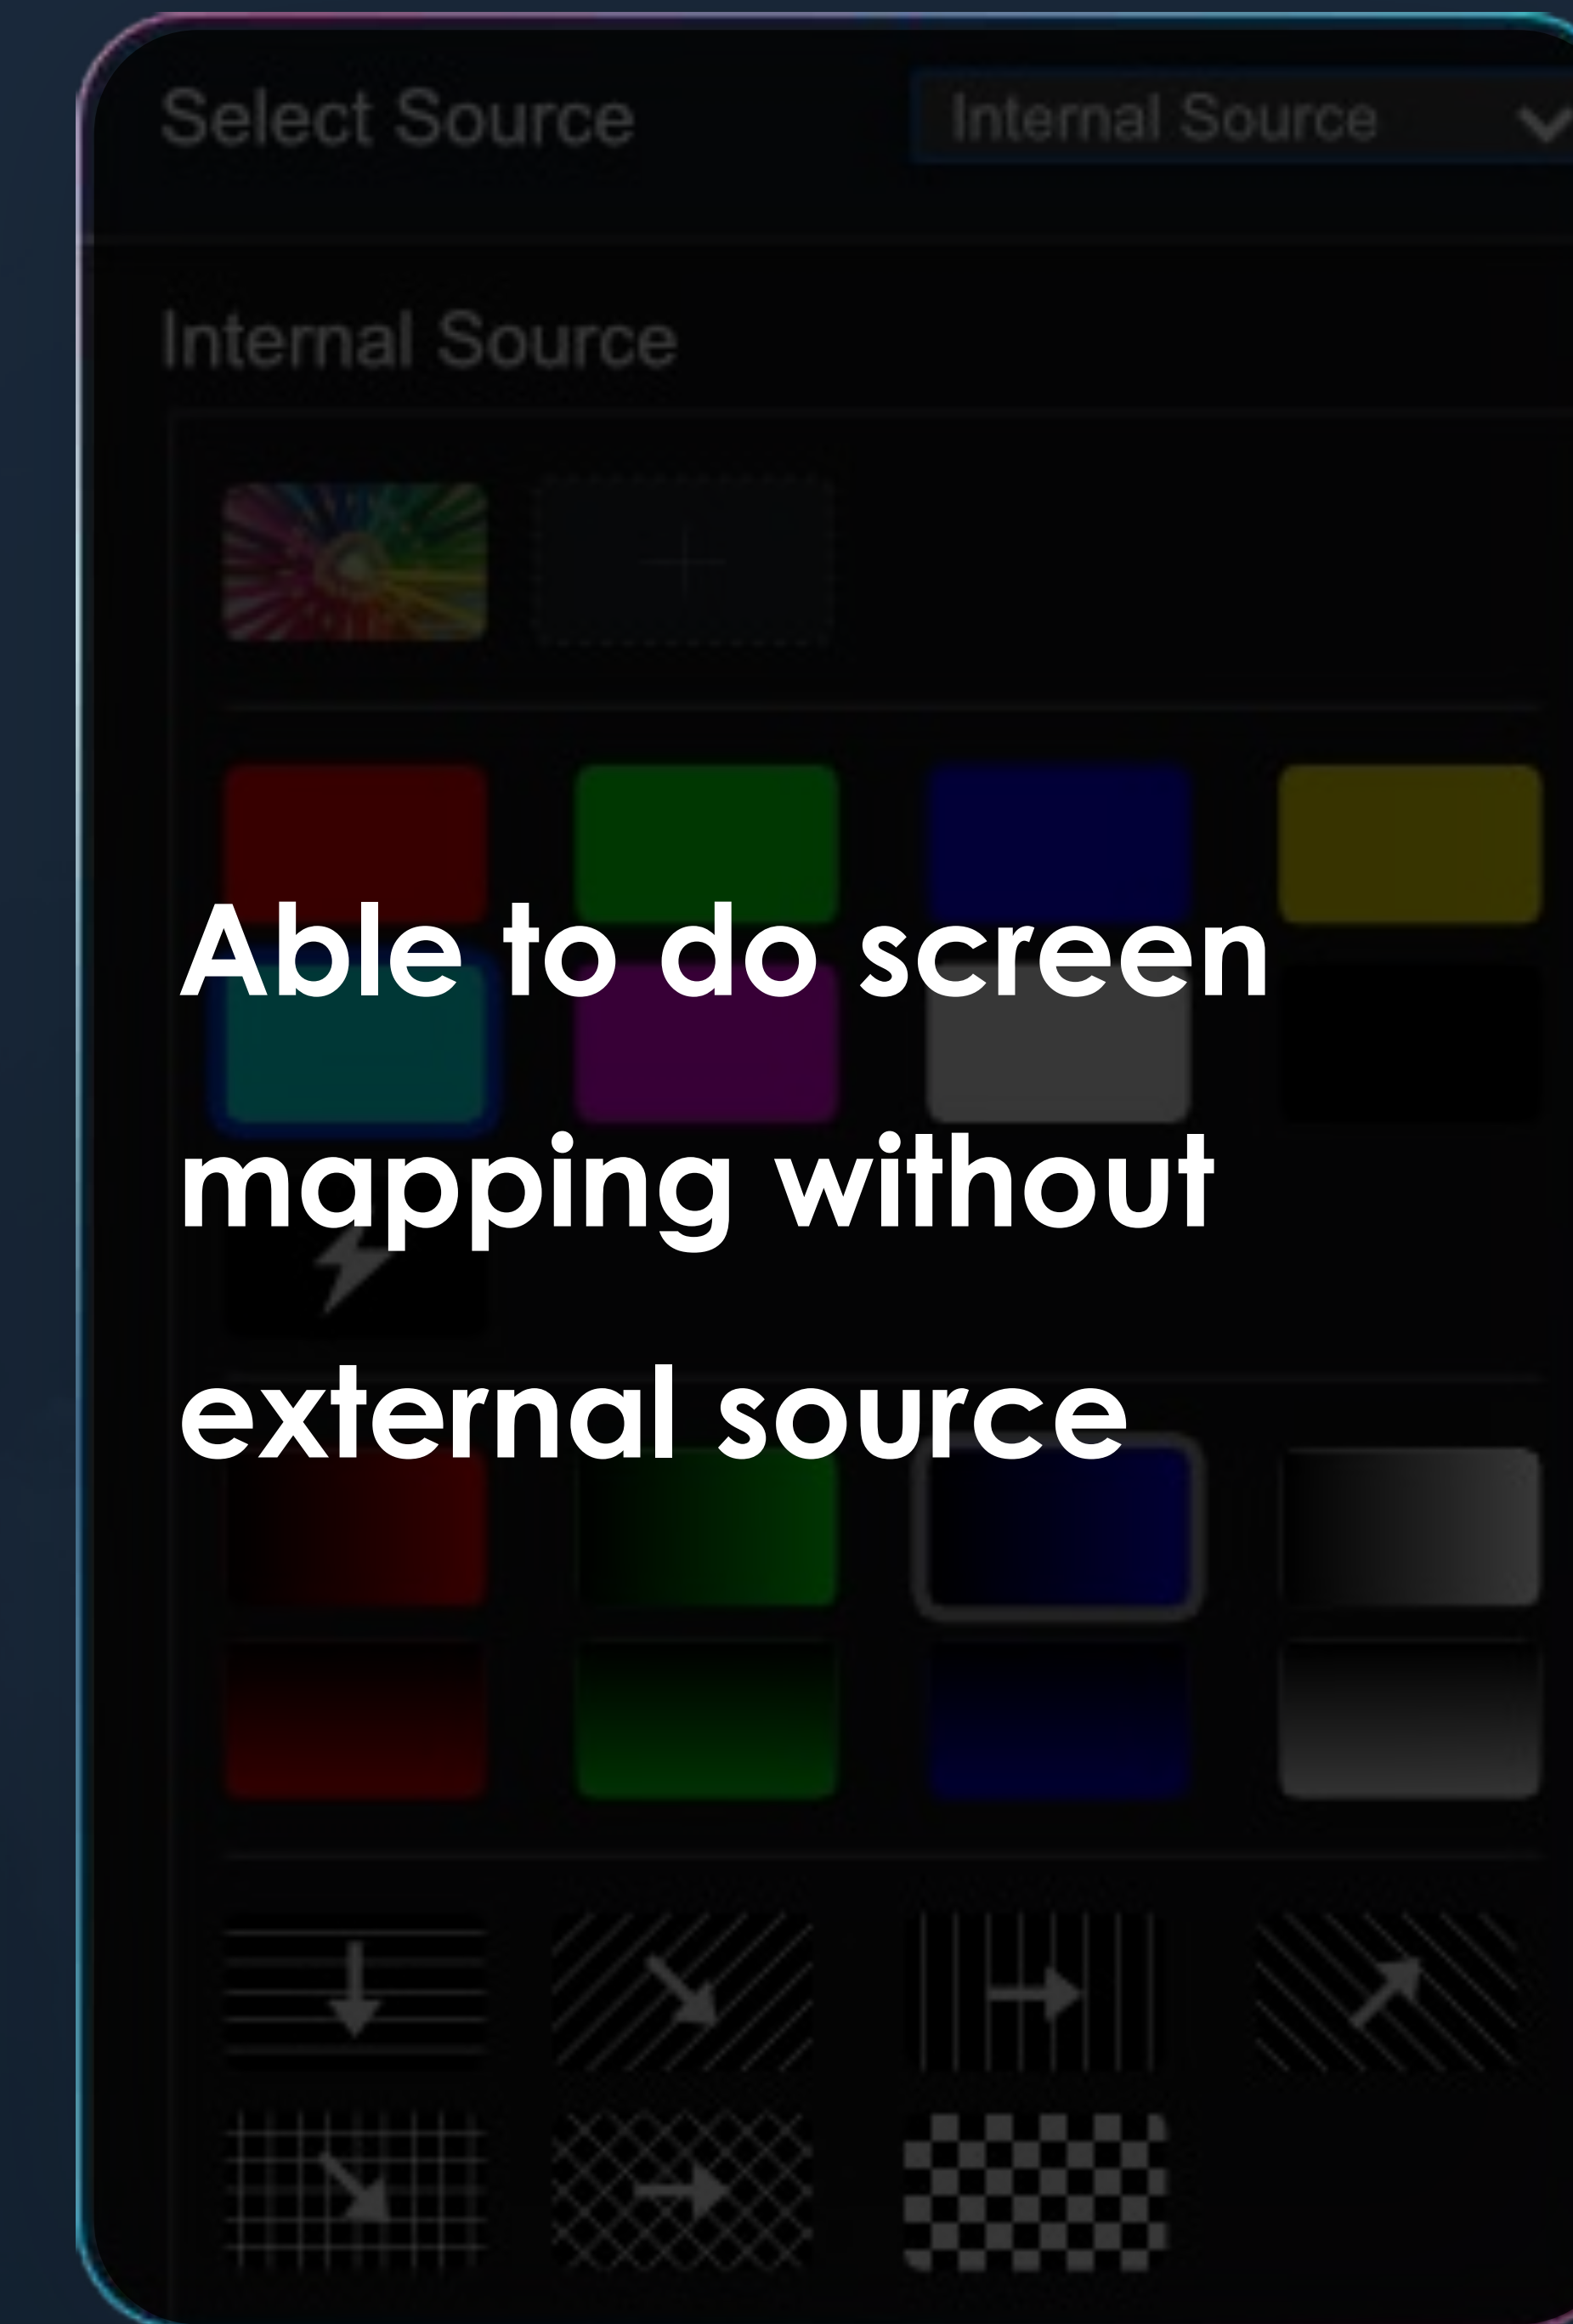 Select Source
Internal Source
Internal Source
Able to do screen
mapping without
external source